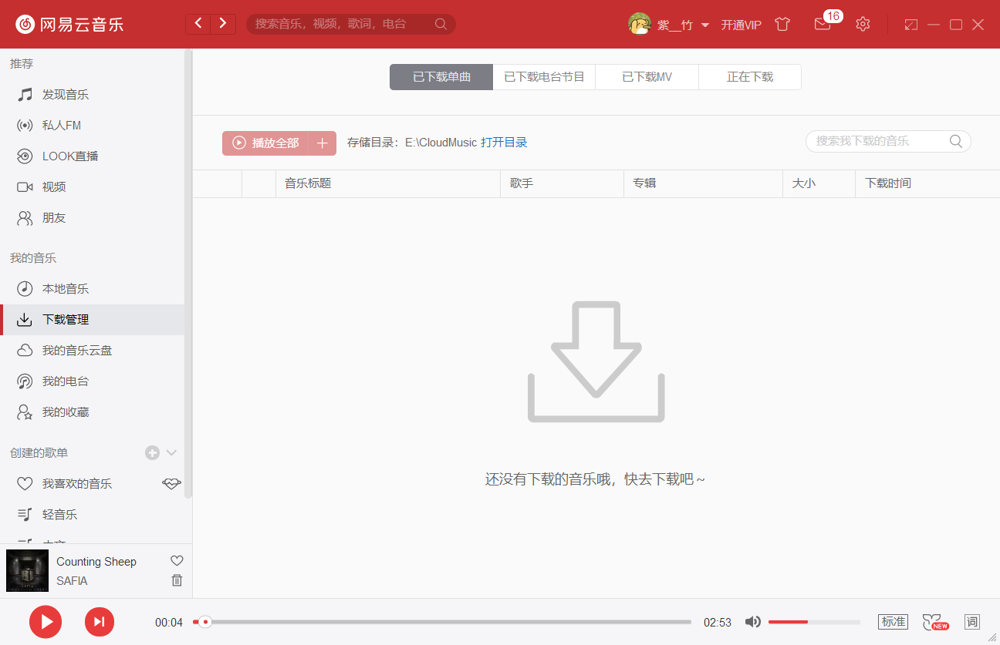 网易云音乐
搜索音乐，视频，歌词，电台
紫__竹
开通VIP
16
推荐
发现音乐
私人FM
LOOK直播
视频
朋友
我的音乐
本地音乐
下载管理
我的音乐云盘
我的电台
我的收藏
创建的歌单
我喜欢的音乐
轻音乐
已下载单曲
已下载电台节目
已下载MV
正在下载
播放全部
存储目录：E:\CloudMusic 打开目录
搜索我下载的音乐
音乐标题
歌手
专辑
大小
下载时间
还没有下载的音乐哦，快去下载吧～
Counting Sheep
SAFIA
00:04
02:53
标准
NEW
词